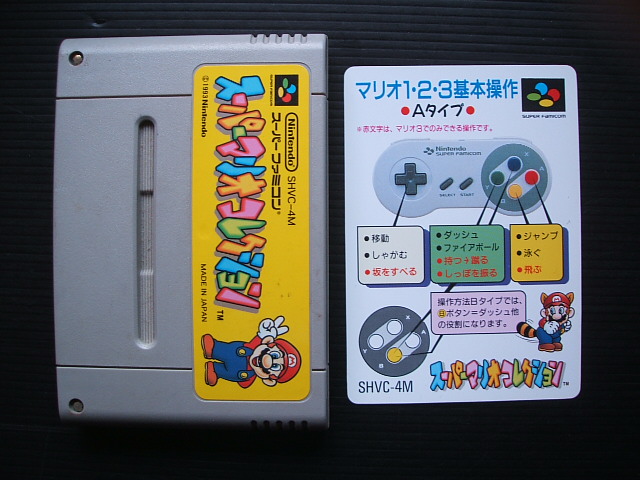 Nintendo
スーパーファミコン®
SHVC-4M
SUPER FAMICOM
スーパーマリオコレクション™
©1993 Nintendo
MADE IN JAPAN
マリオ1・2・3基本操作
●Aタイプ●
SUPER FAMICOM
※赤文字は、マリオ3でのみできる操作です。
Nintendo
SUPER FAMICOM
SELECT START
X
Y
A
B
・移動
・しゃがむ
・坂をすべる
・ダッシュ
・ファイアボール
・持つ→蹴る
・しっぽを振る
・ジャンプ
・泳ぐ
・飛ぶ
操作方法Bタイプでは、
Bボタン=ダッシュ他
の役割になります。
X
Y
A
B
SHVC-4M
スーパーマリオコレクション™